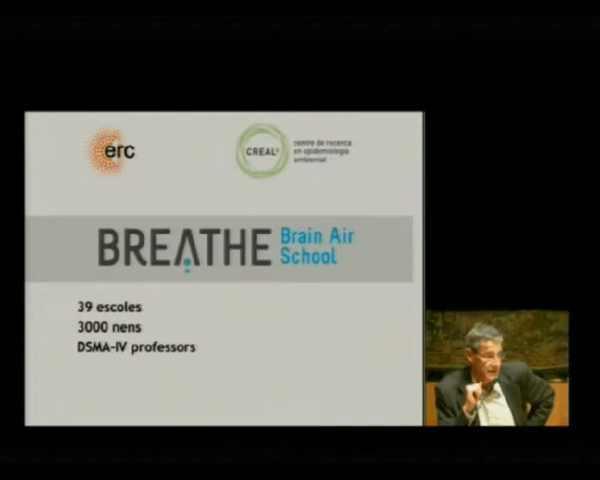 erc
CREAL
centre de recerca
en epidemiologia
ambiental
BREATHE
Brain Air
School
39 escoles
3000 nens
DSMA-IV professors